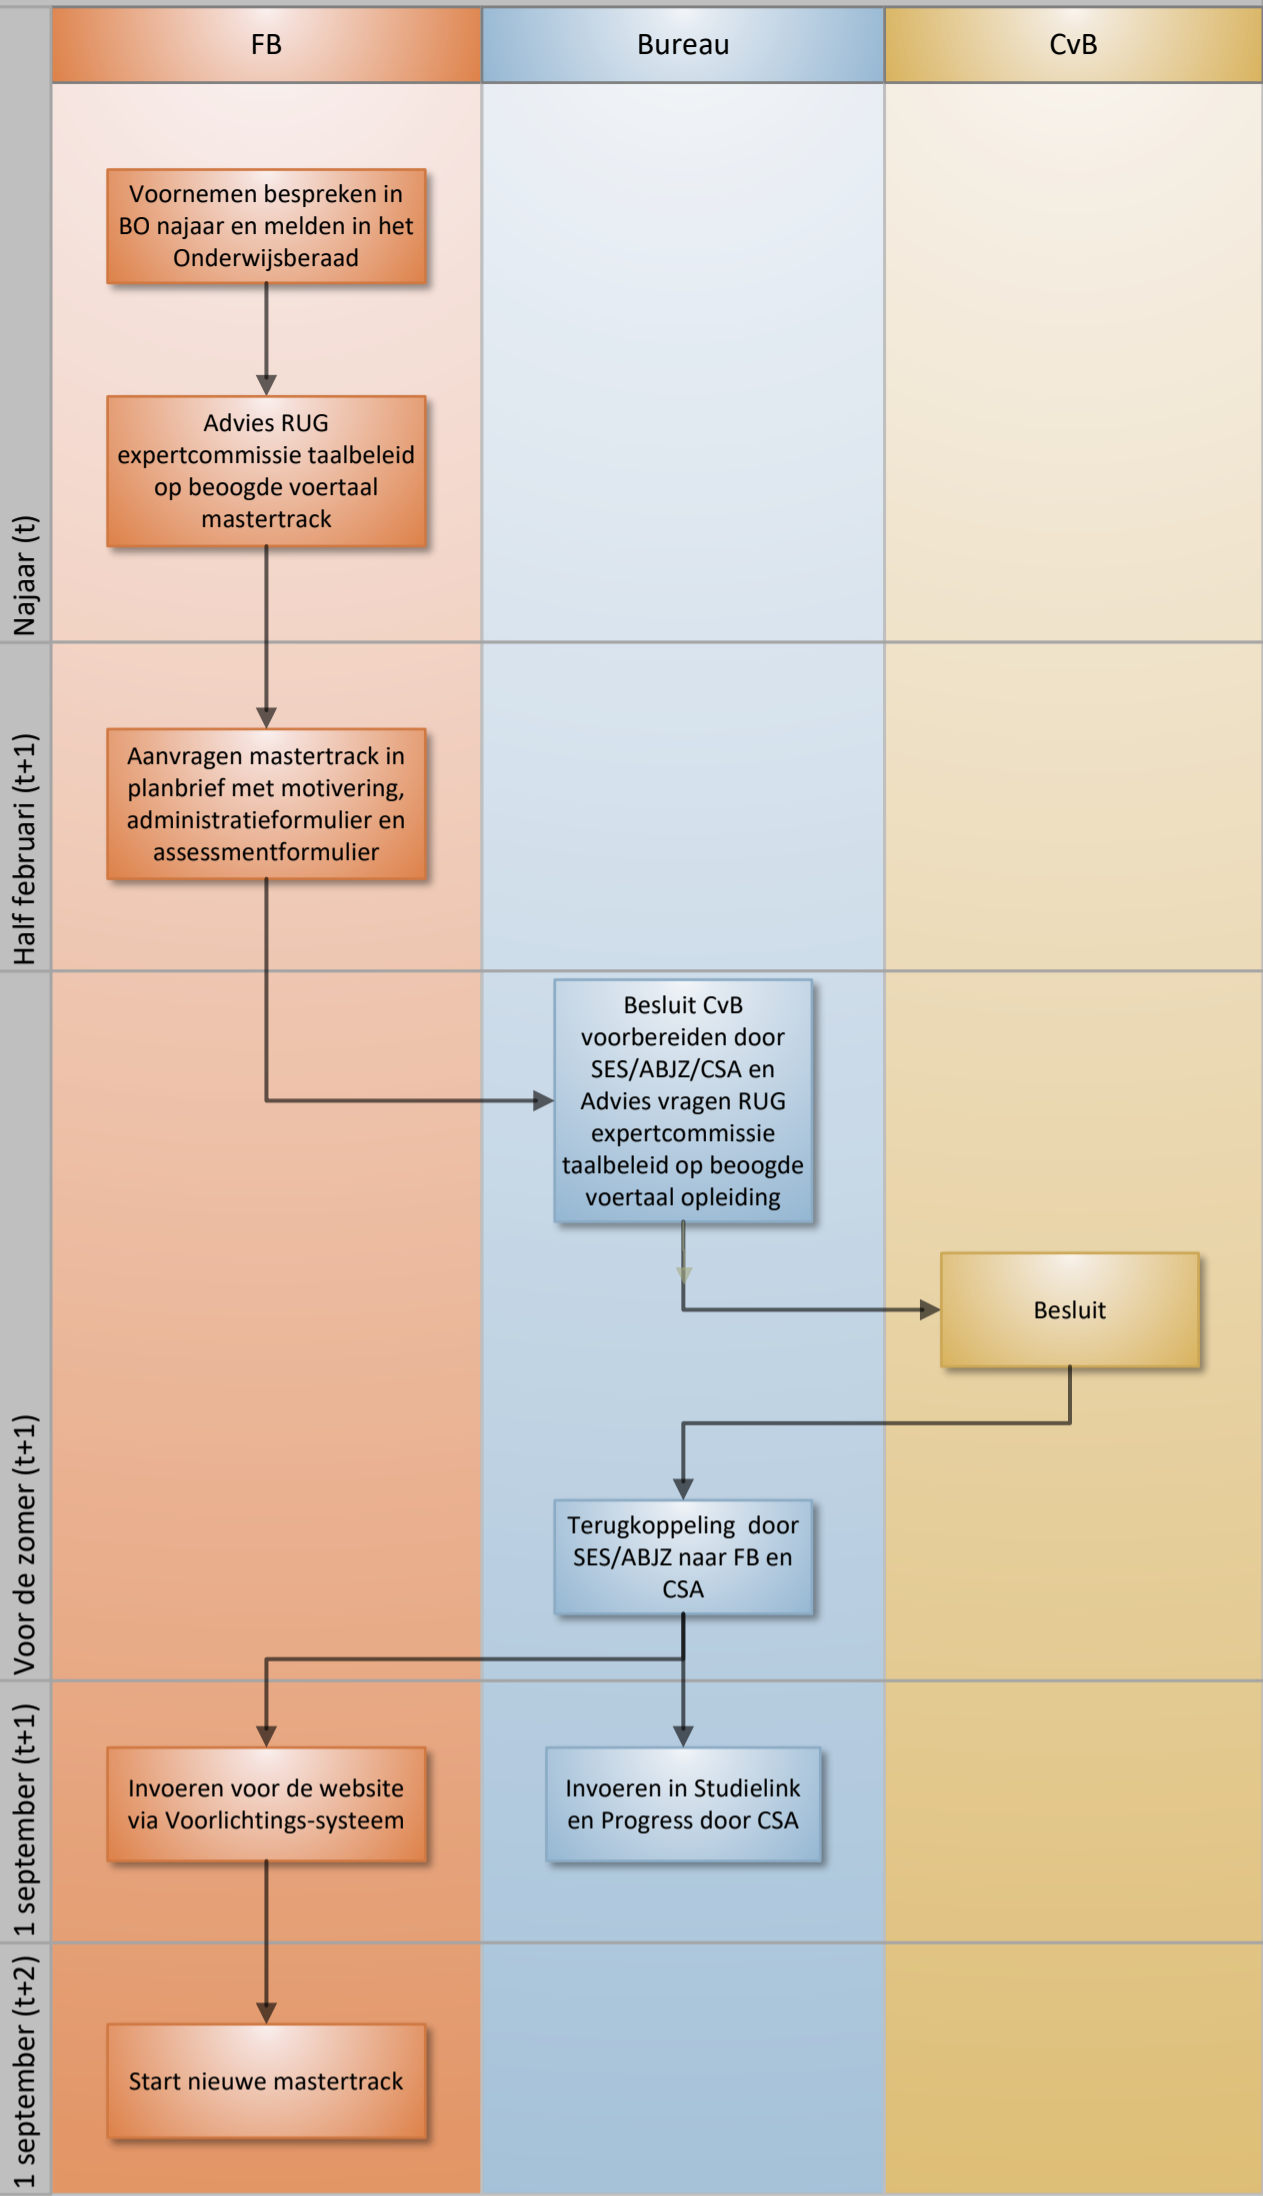 FB
Bureau
CvB
Najaar (t)
Voornemen bespreken in
BO najaar en melden in het
Onderwijsberaad
Advies RUG
expertcommissie taalbeleid
op beoogde voertaal
mastertrack
Half februari (t+1)
Aanvragen mastertrack in
planbrief met motivering,
administratieformulier en
assessmentformulier
Voor de zomer (t+1)
Besluit CvB
voorbereiden door
SES/ABJZ/CSA en
Advies vragen RUG
expertcommissie
taalbeleid op beoogde
voertaal opleiding
Besluit
Terugkoppeling  door
SES/ABJZ naar FB en
CSA
1 september (t+1)
Invoeren voor de website
via Voorlichtings-systeem
Invoeren in Studielink
en Progress door CSA
1 september (t+2)
Start nieuwe mastertrack